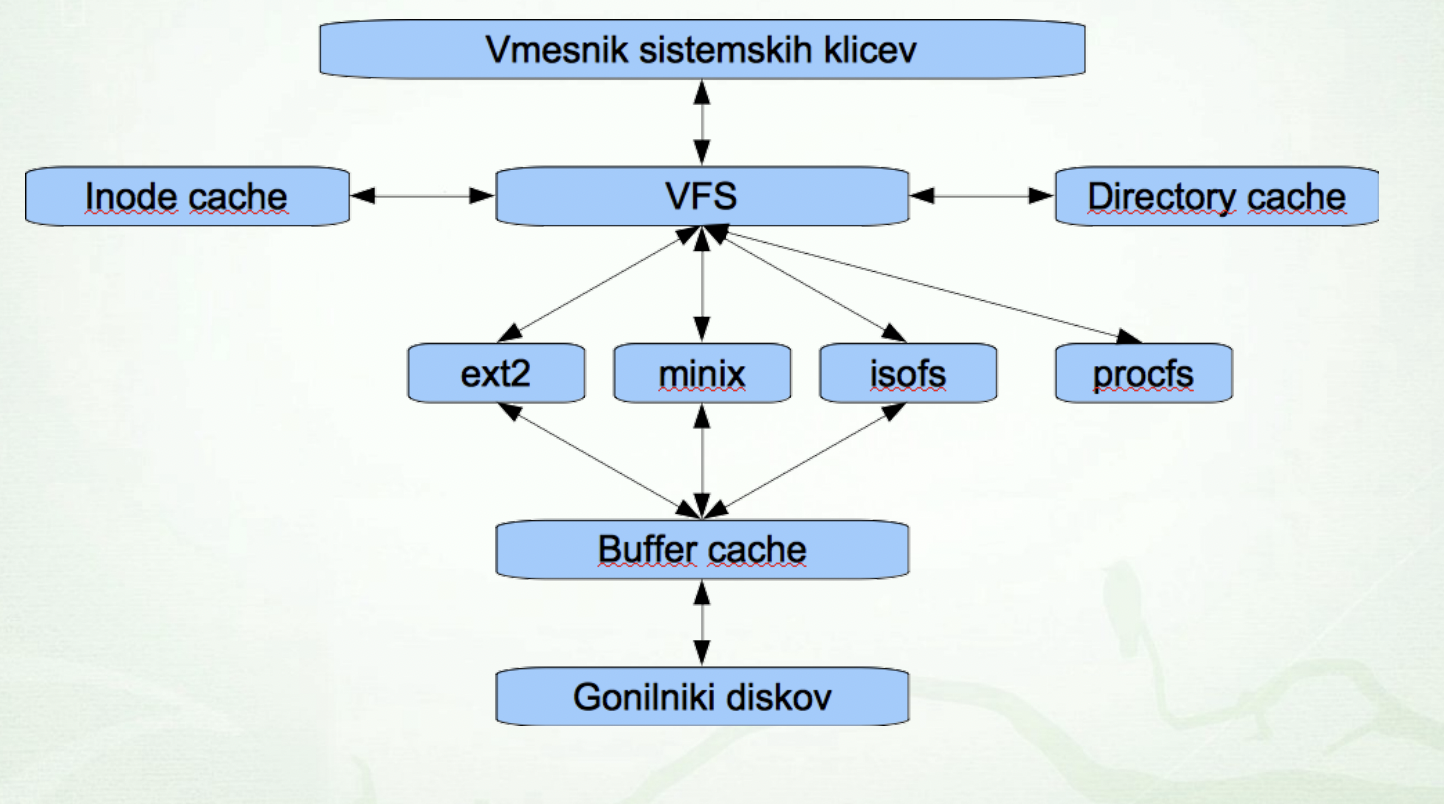 Vmesnik sistemskih klicev
Inode cache
VFS
Directory cache
ext2
minix
isofs
procfs
Buffer cache
Gonilniki diskov